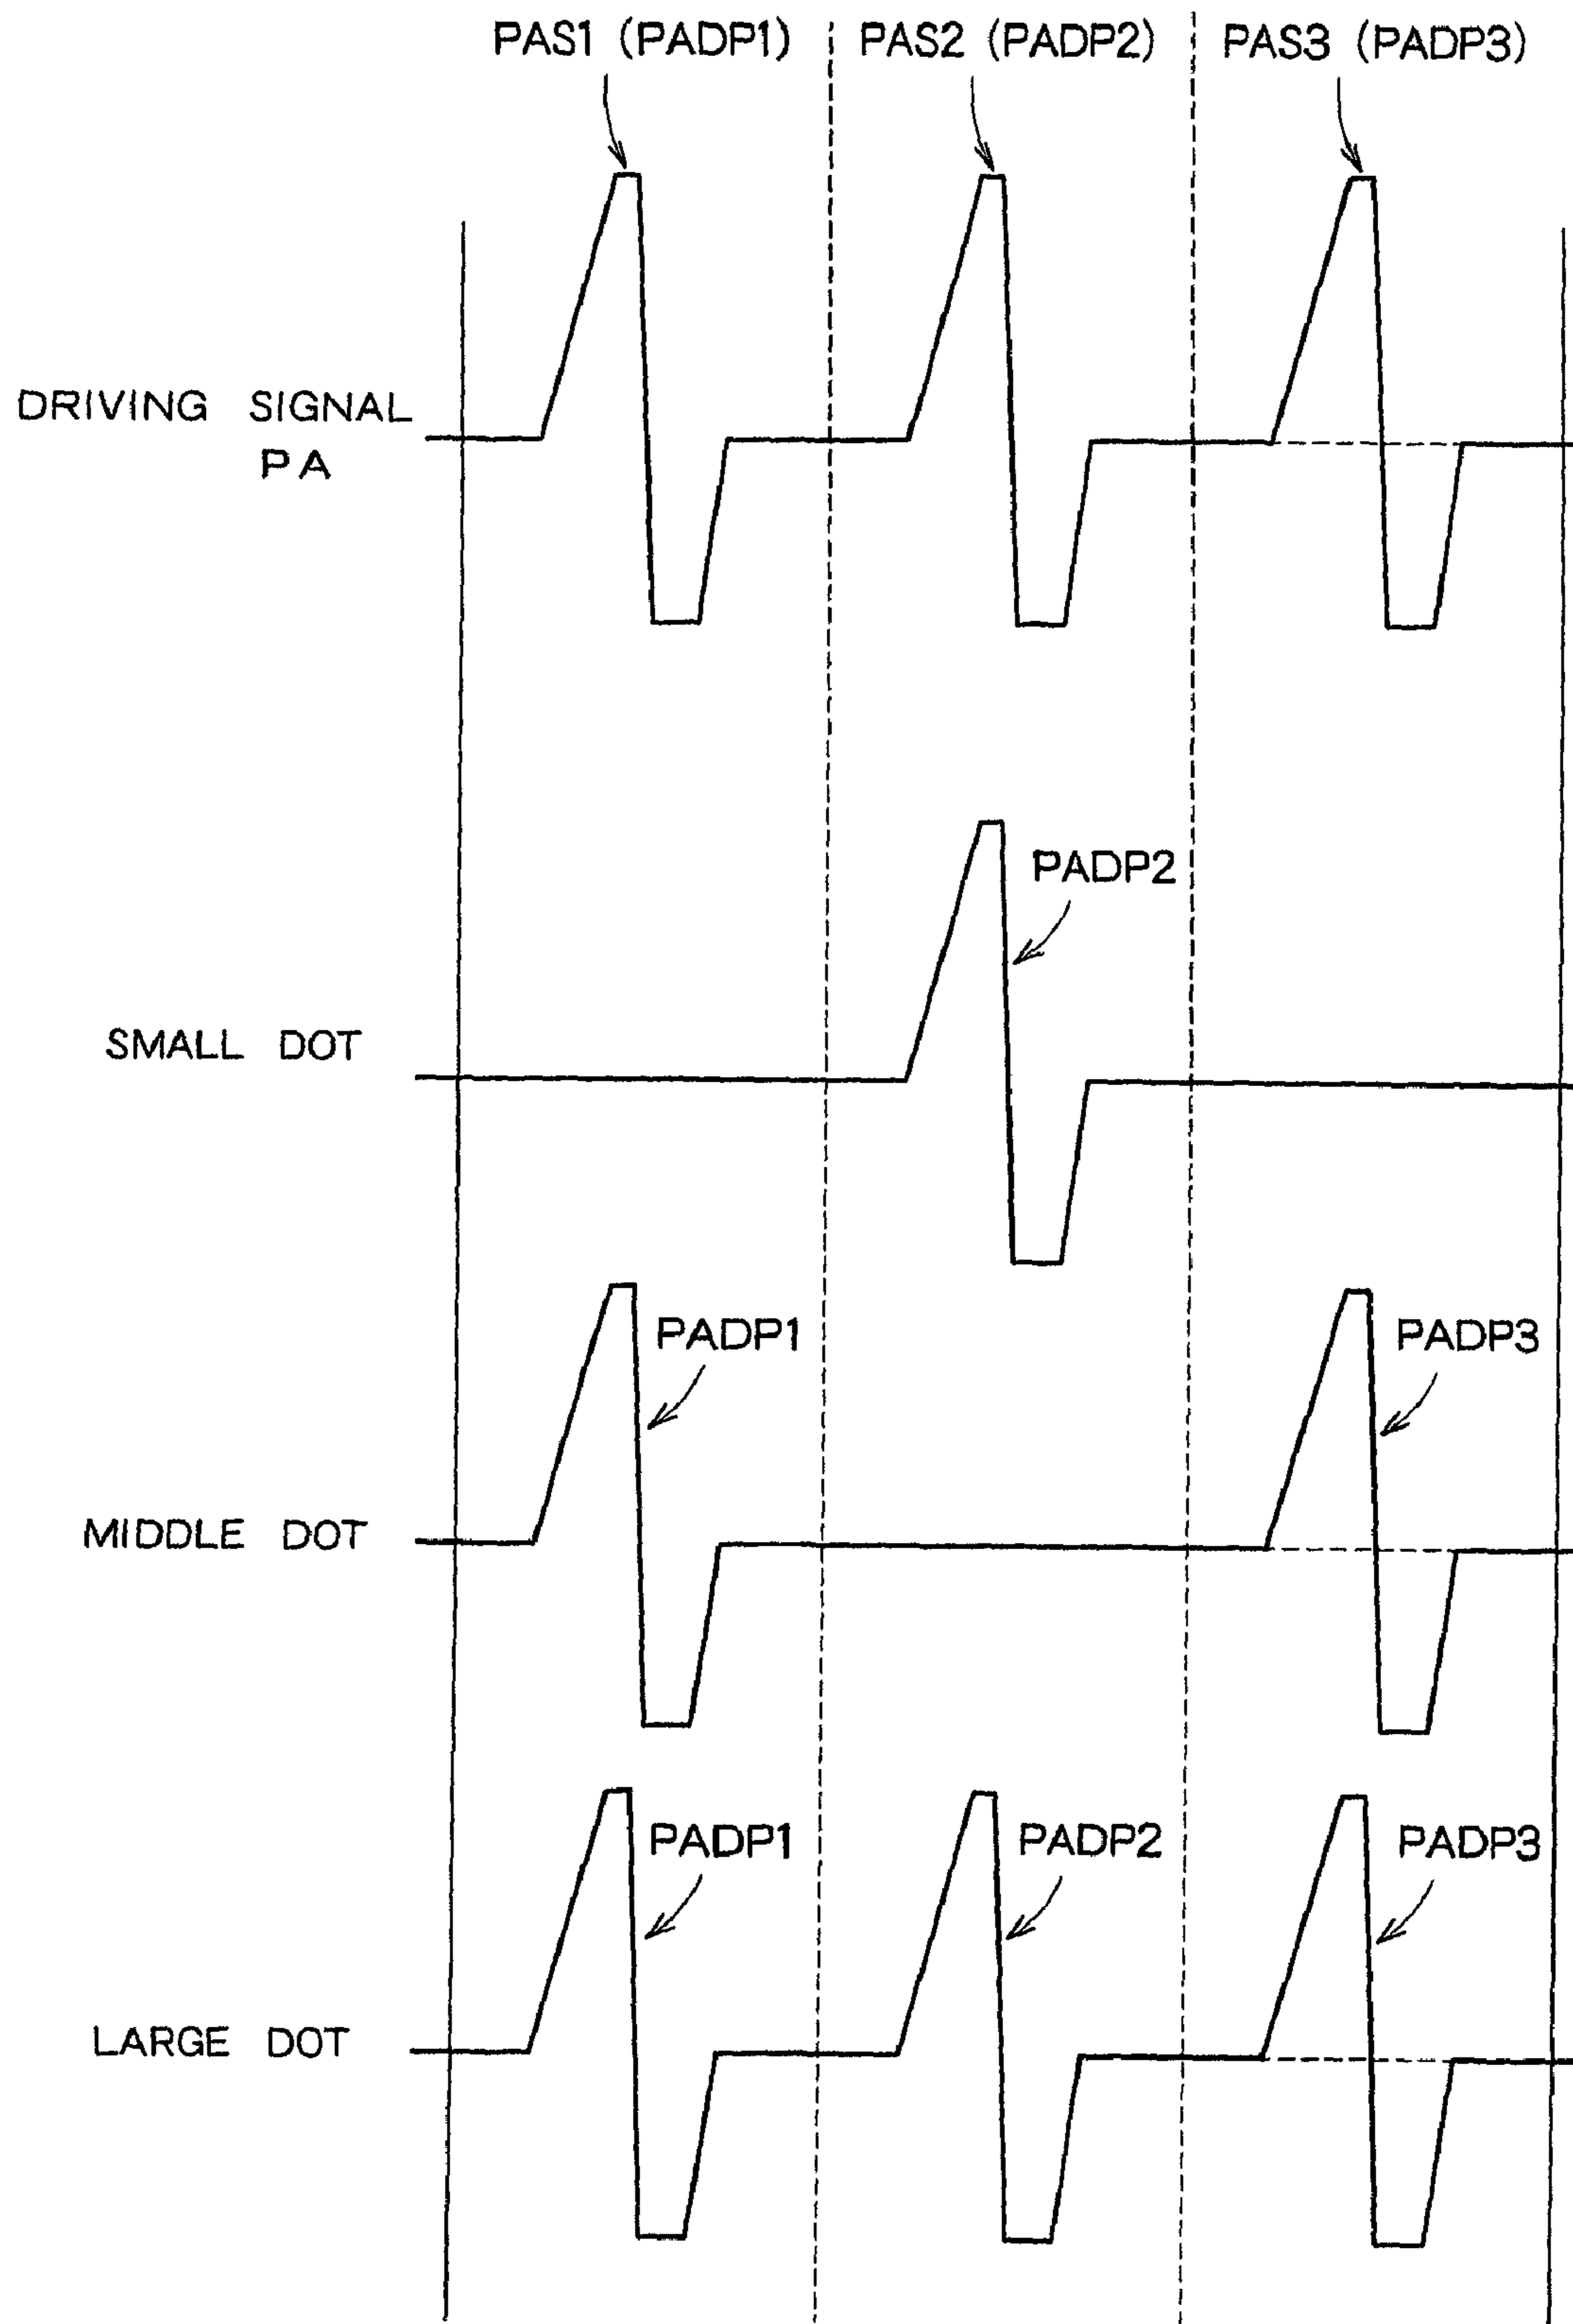 PAS1 (PADP1)
PAS2 (PADP2)
PAS3 (PADP3)
DRIVING SIGNAL
PA
PADP2
SMALL DOT
PADP1
PADP3
MIDDLE DOT
PADP1
PADP2
PADP3
LARGE DOT